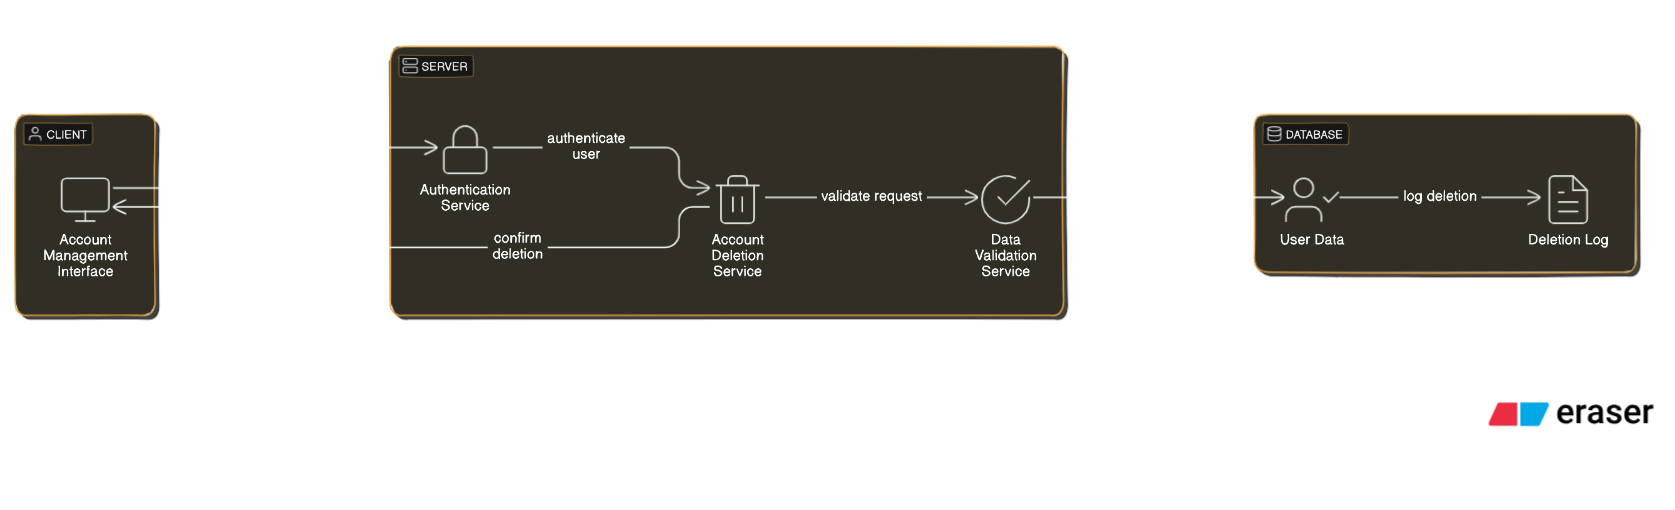 CLIENT
Account
Management
Interface
SERVER
Authentication
Service
authenticate
user
confirm
deletion
Account
Deletion
Service
validate request
Data
Validation
Service
DATABASE
User Data
log deletion
Deletion Log
eraser